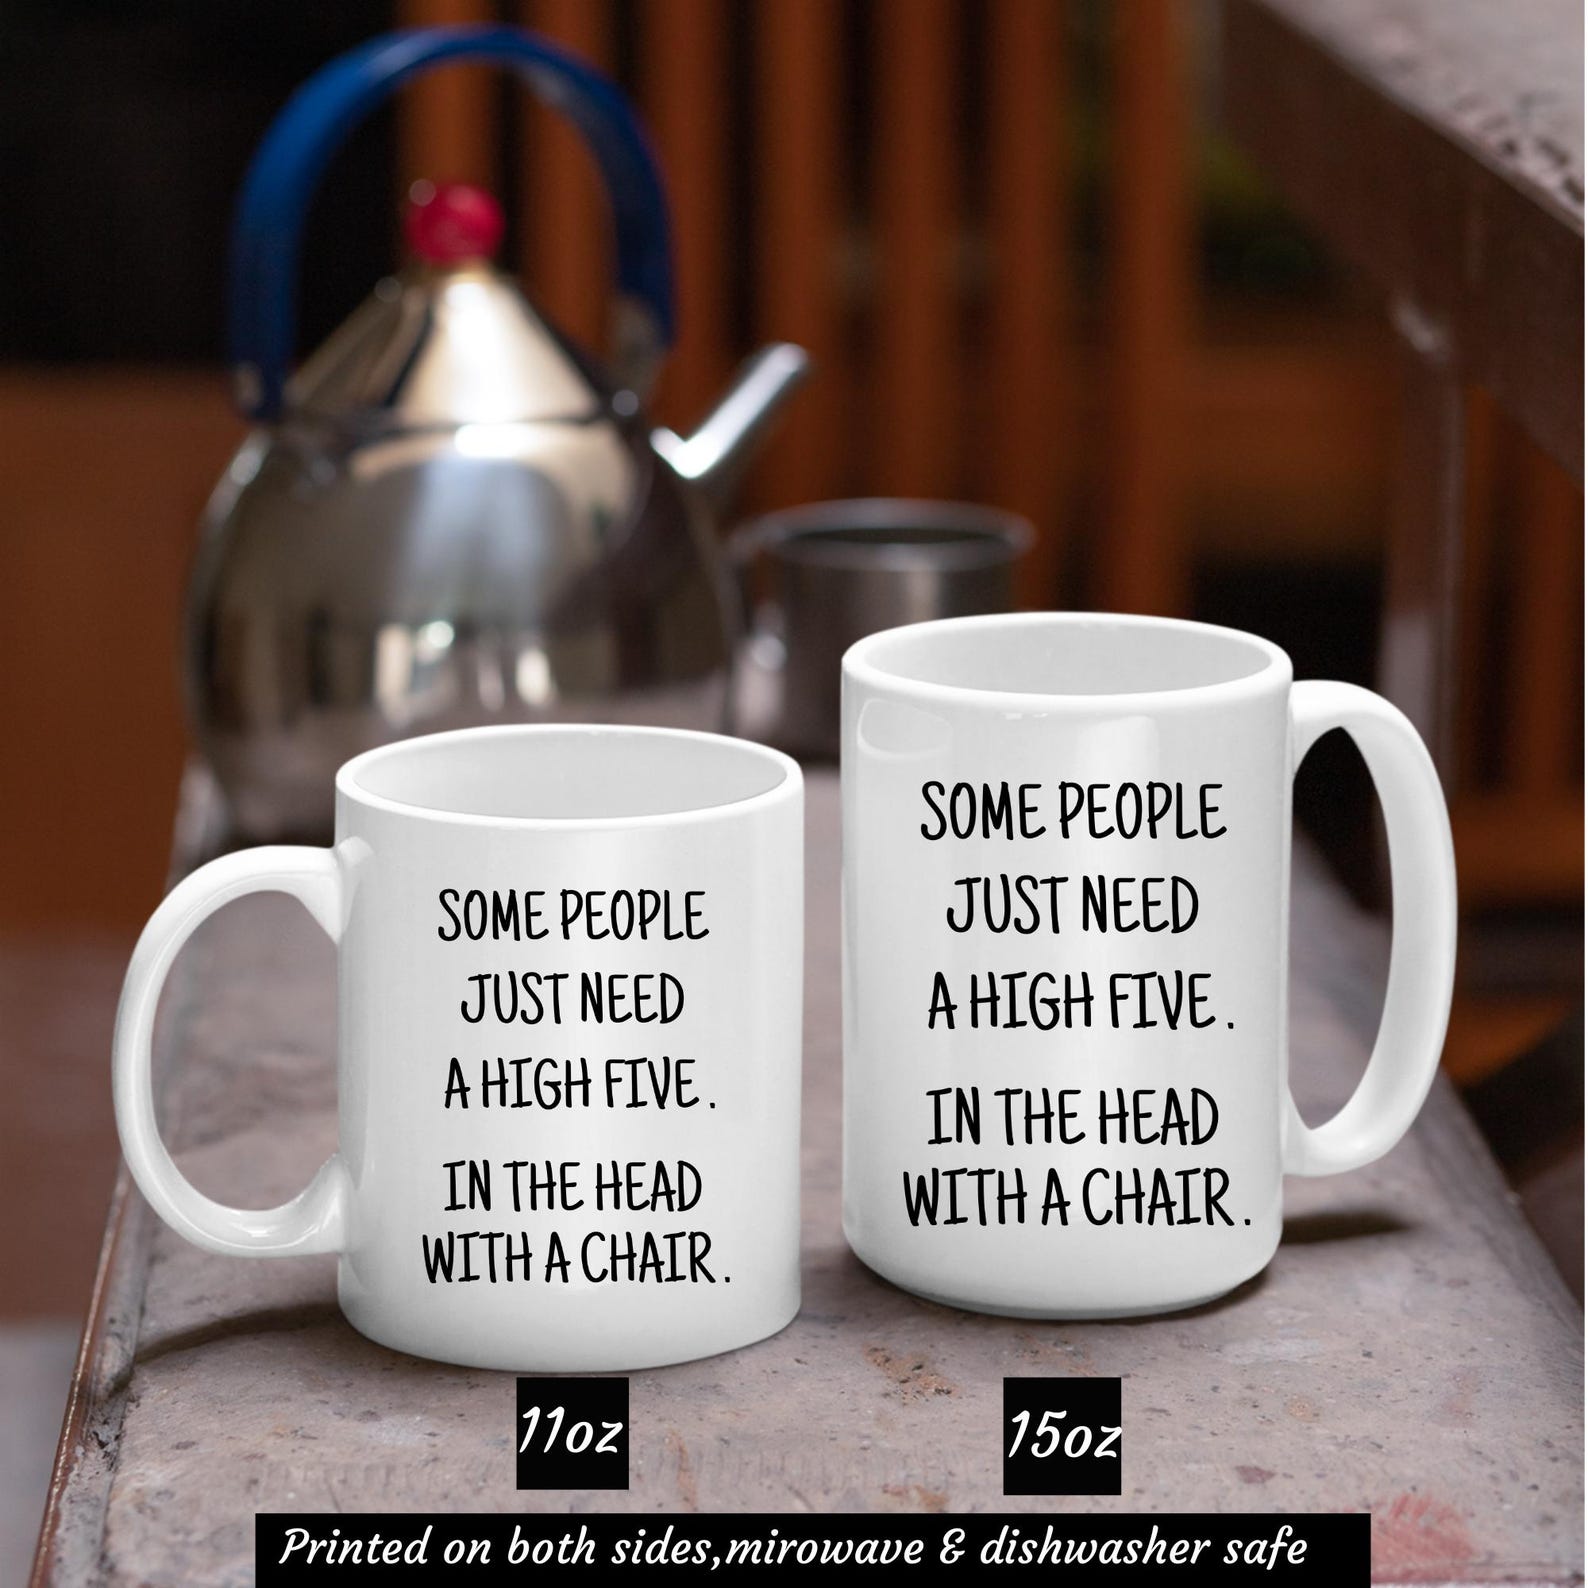 SOME PEOPLE
JUST NEED
A HIGH FIVE.
IN THE HEAD
WITH A CHAIR.
SOME PEOPLE
JUST NEED
A HIGH FIVE.
IN THE HEAD
WITH A CHAIR.
11oz
15oz
Printed on both sides,mirowave & dishwasher safe